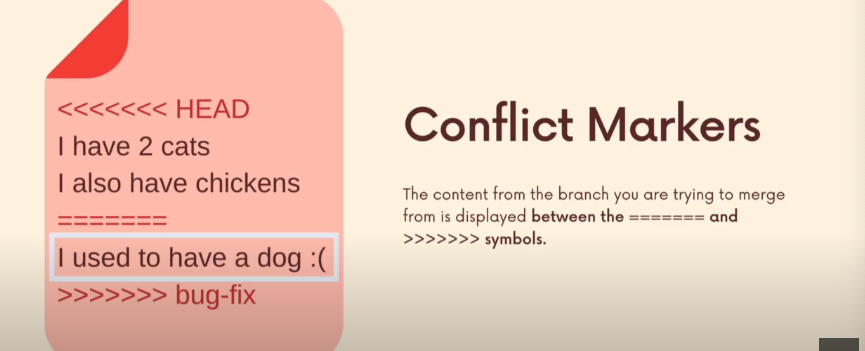 <<<<<<< HEAD
I have 2 cats
I also have chickens
=======
I used to have a dog :(
>>>>>>> bug-fix
Conflict Markers
The content from the branch you are trying to merge
from is displayed between the ======= and
>>>>>>> symbols.